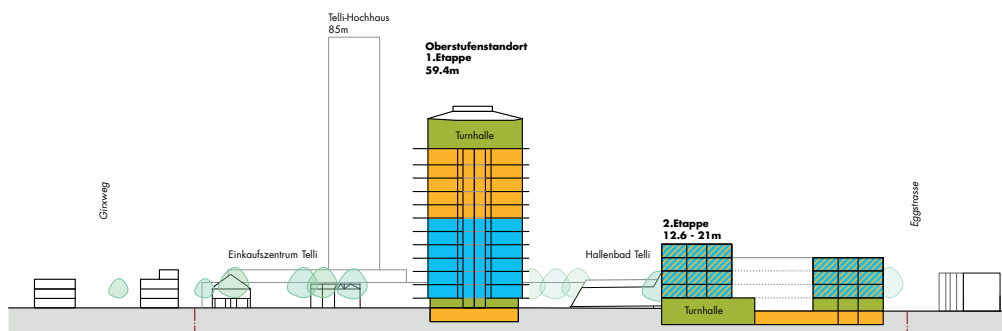 Telli-Hochhaus
85m
Oberstufenstandort
1.Etappe
59.4m
Turnhalle
Girixweg
Eggstrasse
2.Etappe
12.6 - 21m
Einkaufszentrum Telli
Hallenbad Telli
Turnhalle